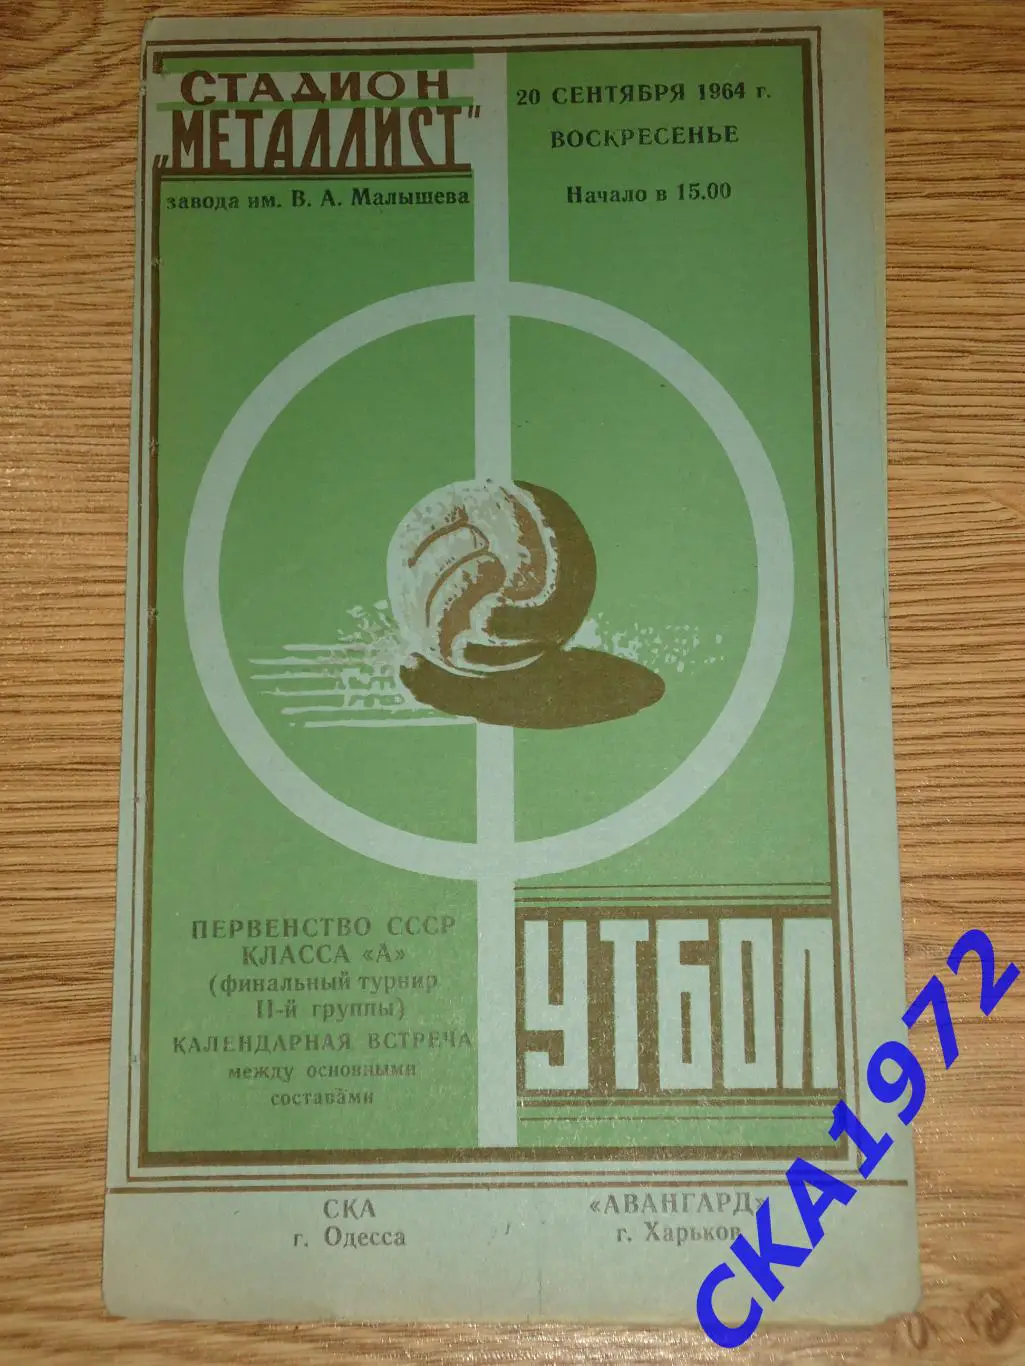 СТАДИОН
„МЕТАЛЛИСТ"
завода им. В. А. Малышева
20 СЕНТЯБРЯ 1964 г.
ВОСКРЕСЕНЬЕ
Начало в 15.00
ПЕРВЕНСТВО СССР
КЛАССА «А»
(финальный турнир
II-й группы)
КАЛЕНДАРНАЯ ВСТРЕЧА
между основными
составами
УТБОЛ
СКА
г. Одесса
«АВАНГАРД»
г. Харьков
СКА1972